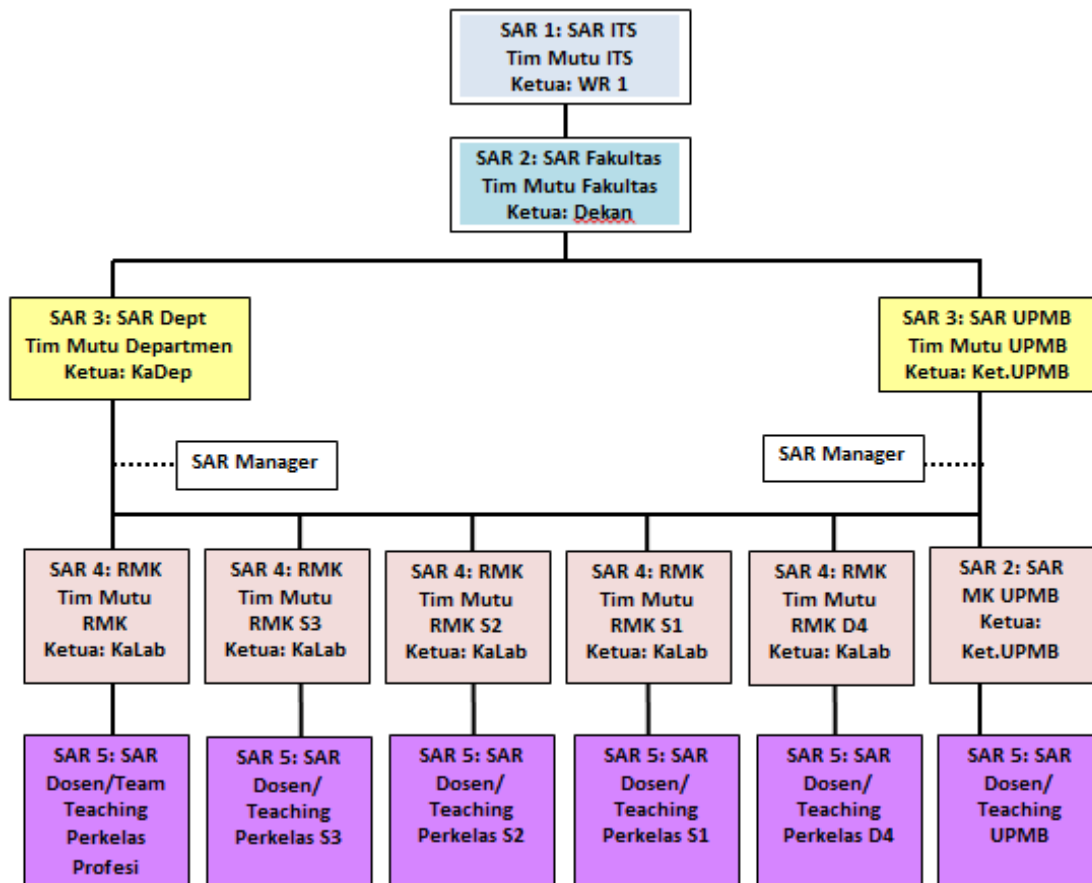 SAR 1: SAR ITS
Tim Mutu ITS
Ketua: WR 1
SAR 2: SAR Fakultas
Tim Mutu Fakultas
Ketua: Dekan
SAR 3: SAR Dept
Tim Mutu Departmen
Ketua: KaDep
SAR 3: SAR UPMB
Tim Mutu UPMB
Ketua: Ket.UPMB
SAR Manager
SAR Manager
SAR 4: RMK
Tim Mutu
RMK
Ketua: KaLab
SAR 4: RMK
Tim Mutu
RMK S3
Ketua: KaLab
SAR 4: RMK
Tim Mutu
RMK S2
Ketua: KaLab
SAR 4: RMK
Tim Mutu
RMK S1
Ketua: KaLab
SAR 4: RMK
Tim Mutu
RMK D4
Ketua: KaLab
SAR 2: SAR
MK UPMB
Ketua:
Ket.UPMB
SAR 5: SAR
Dosen/Team
Teaching
Perkelas
Profesi
SAR 5: SAR
Dosen/
Teaching
Perkelas S3
SAR 5: SAR
Dosen/
Teaching
Perkelas S2
SAR 5: SAR
Dosen/
Teaching
Perkelas S1
SAR 5: SAR
Dosen/
Teaching
Perkelas D4
SAR 5: SAR
Dosen/
Teaching
UPMB